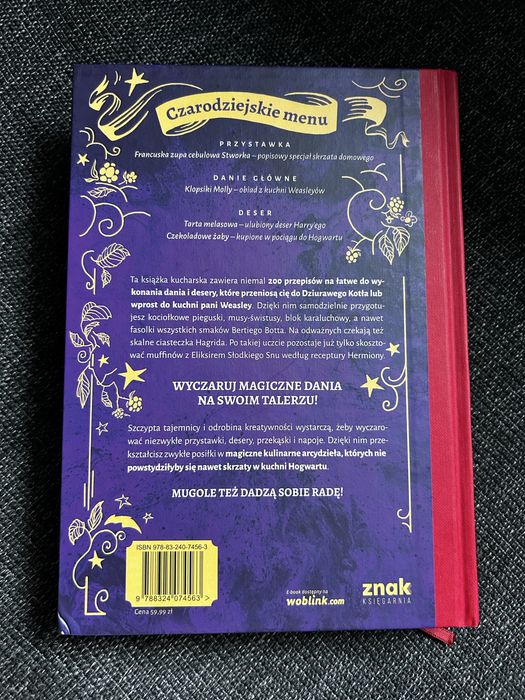 Czarodziejskie menu
PRZYSTAWKA
Francuska zupa cebulowa Stworka – popisowy specjał skrzata domowego
DANIE GŁÓWNE
Klopsiki Molly – obiad z kuchni Weasleyów
DESER
Tarta melasowa – ulubiony deser Harry'ego
Czekoladowe żaby – kupione w pociągu do Hogwartu
Ta książka kucharska zawiera niemal 200 przepisów na łatwe do wy-
konania dania i desery, które przeniosą cię do Dziurawego Kotła lub
wprost do kuchni pani Weasley. Dzięki nim samodzielnie przygotu-
jesz kociołkowe pieguski, musy-świstusy, blok karaluchowy, a nawet
fasolki wszystkich smaków Bertiego Botta. Na odważnych czekają też
skalne ciasteczka Hagrida. Po takiej uczcie pozostaje już tylko skoszto-
wać muffinów z Eliksirem Słodkiego Snu według receptury Hermiony.
WYCZARUJ MAGICZNE DANIA
NA SWOIM TALERZU!
Szczypta tajemnicy i odrobina kreatywności wystarczą, żeby wyczaro-
wać niezwykłe przystawki, desery, przekąski i napoje. Dzięki nim prze-
kształcisz zwykłe posiłki w magiczne kulinarne arcydzieła, których nie
powstydziłyby się nawet skrzaty w kuchni Hogwartu.
MUGOLE TEŻ DADZĄ SOBIE RADĘ!
ISBN 978-83-240-7456-3
9 788324 074563 >
Cena 59,99 zł
E-book dostępny na
woblink.com
znak
KSIĘGARNIA